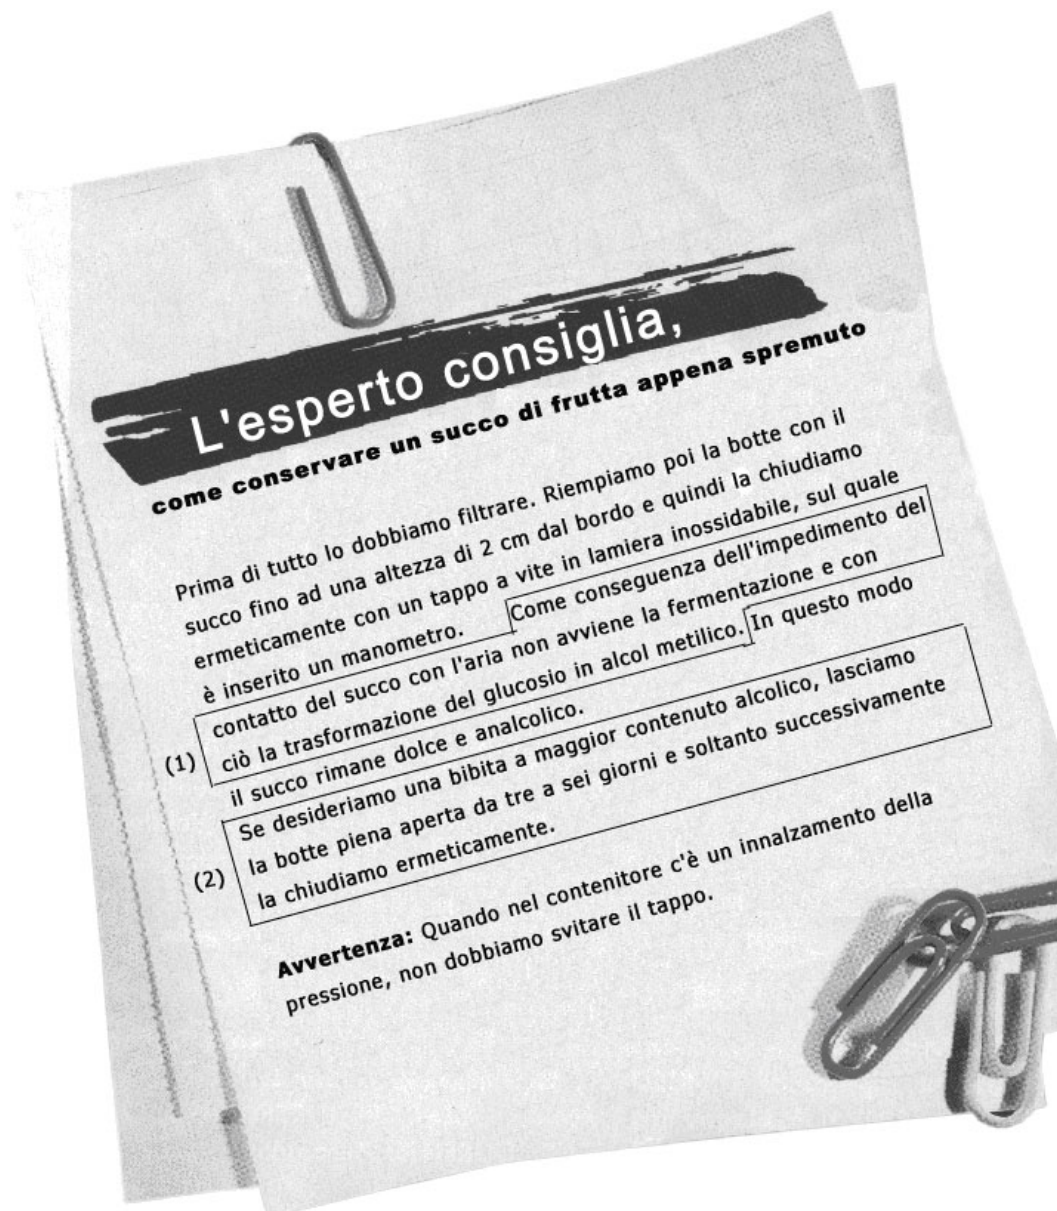 L'esperto consiglia,
come conservare un succo di frutta appena spremuto
Prima di tutto lo dobbiamo filtrare. Riempiamo poi la botte con il
succo fino ad una altezza di 2 cm dal bordo e quindi la chiudiamo
ermeticamente con un tappo a vite in lamiera inossidabile, sul quale
è inserito un manometro. Come conseguenza dell'impedimento del
contatto del succo con l'aria non avviene la fermentazione e con
(1) ciò la trasformazione del glucosio in alcol metilico. In questo modo
il succo rimane dolce e analcolico.
Se desideriamo una bibita a maggior contenuto alcolico, lasciamo
(2) la botte piena aperta da tre a sei giorni e soltanto successivamente
la chiudiamo ermeticamente.
Avvertenza: Quando nel contenitore c'è un innalzamento della
pressione, non dobbiamo svitare il tappo.